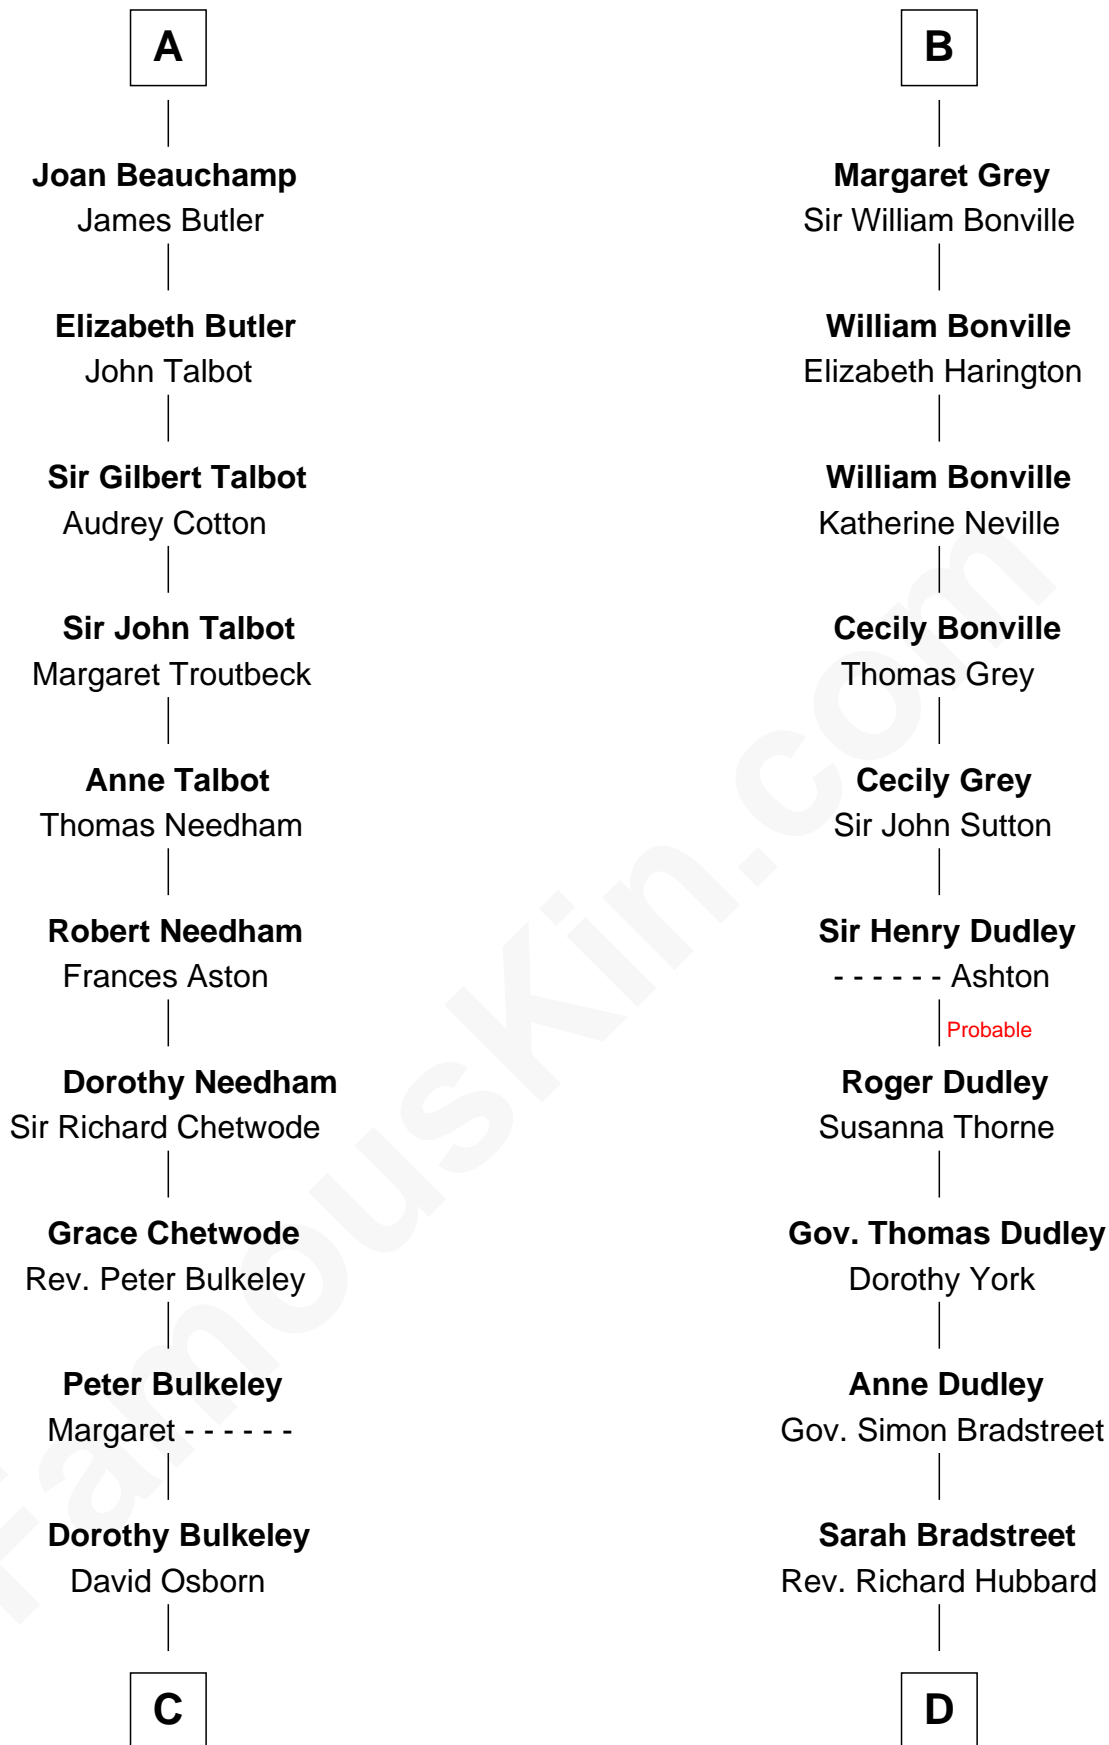 A
Joan Beauchamp
James Butler
Elizabeth Butler
John Talbot
Sir Gilbert Talbot
Audrey Cotton
Sir John Talbot
Margaret Troutbeck
Anne Talbot
Thomas Needham
Robert Needham
Frances Aston
Dorothy Needham
Sir Richard Chetwode
Grace Chetwode
Rev. Peter Bulkeley
Peter Bulkeley
Margaret - - - - - -
Dorothy Bulkeley
David Osborn
C
B
Margaret Grey
Sir William Bonville
William Bonville
Elizabeth Harington
William Bonville
Katherine Neville
Cecily Bonville
Thomas Grey
Cecily Grey
Sir John Sutton
Sir Henry Dudley
- - - - - - Ashton
Probable
Roger Dudley
Susanna Thorne
Gov. Thomas Dudley
Dorothy York
Anne Dudley
Gov. Simon Bradstreet
Sarah Bradstreet
Rev. Richard Hubbard
D
FamousKin.com